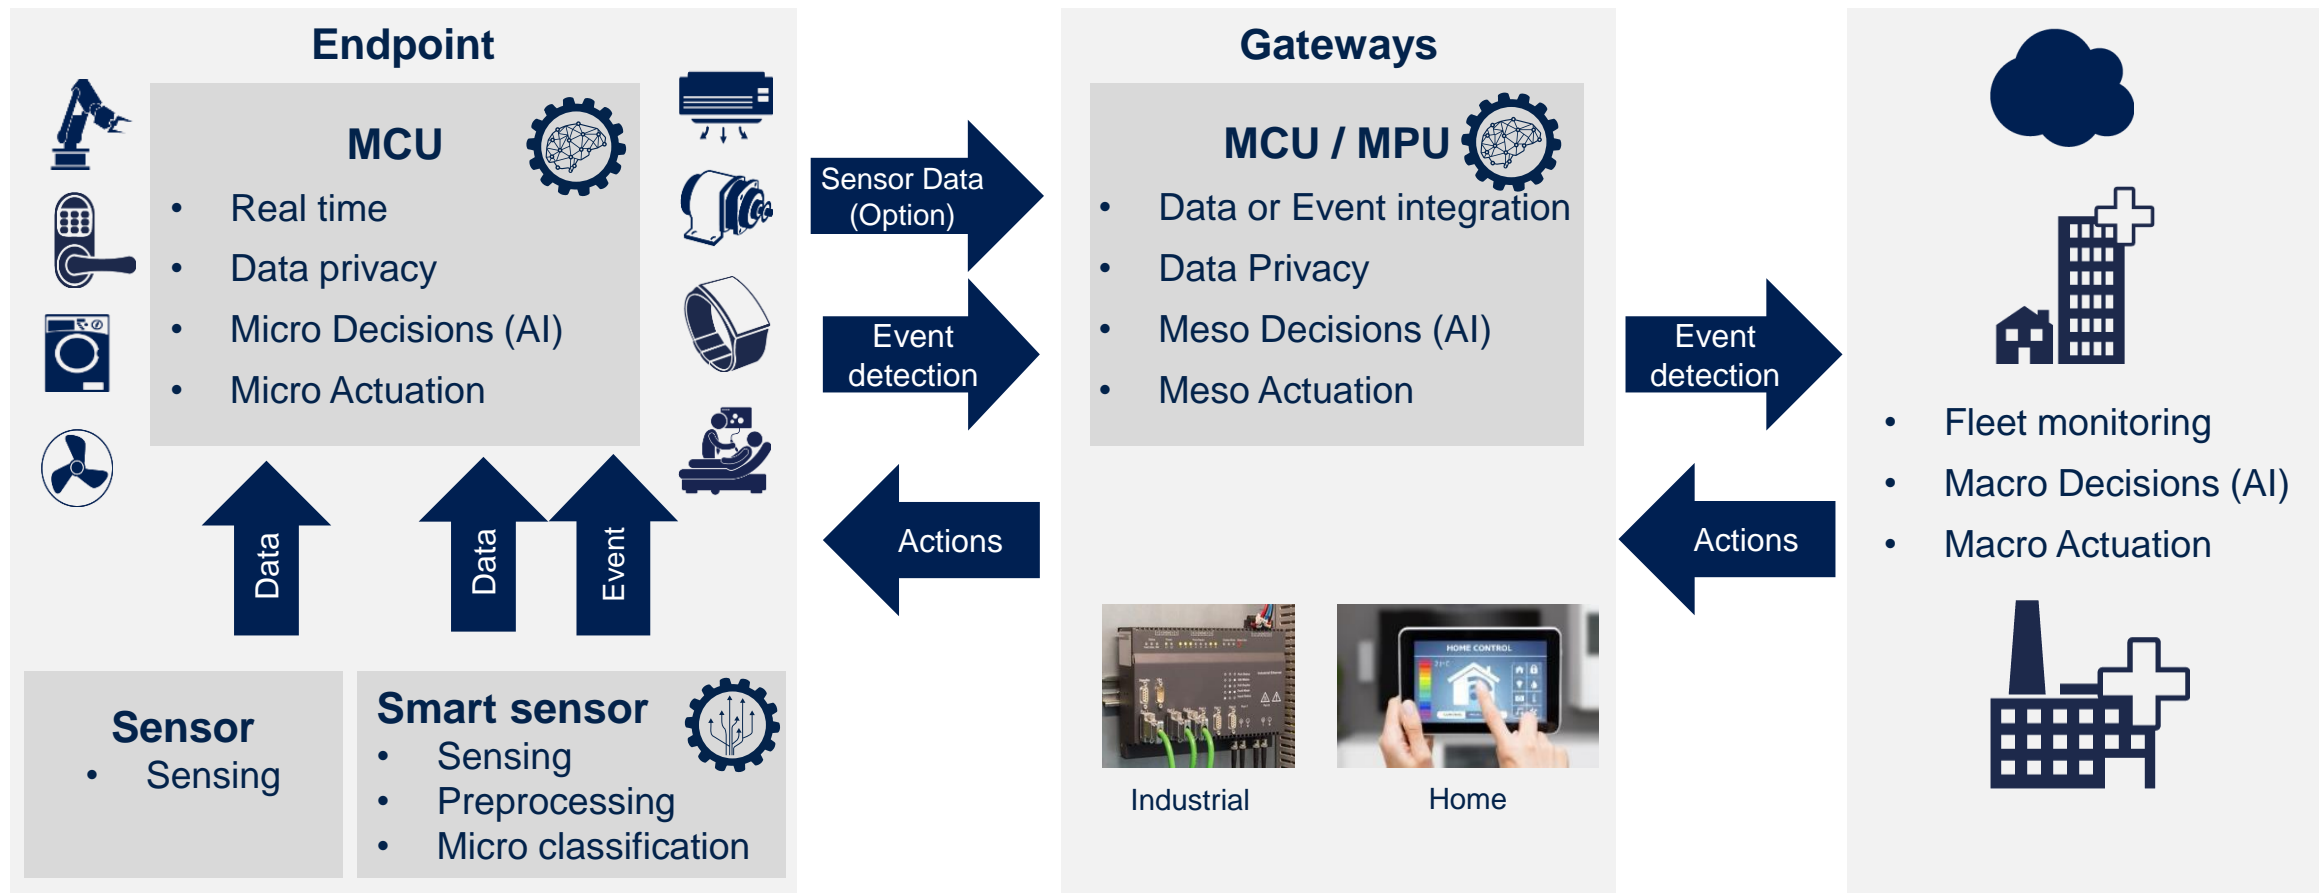 Endpoint
MCU
• Real time
• Data privacy
• Micro Decisions (AI)
• Micro Actuation
Data
Data
Event
Sensor
• Sensing
Smart sensor
• Sensing
• Preprocessing
• Micro classification
Sensor Data
(Option)
Event
detection
Actions
Gateways
MCU / MPU
• Data or Event integration
• Data Privacy
• Meso Decisions (AI)
• Meso Actuation
HOME CONTROL
Industrial
Home
Event
detection
Actions
• Fleet monitoring
• Macro Decisions (AI)
• Macro Actuation